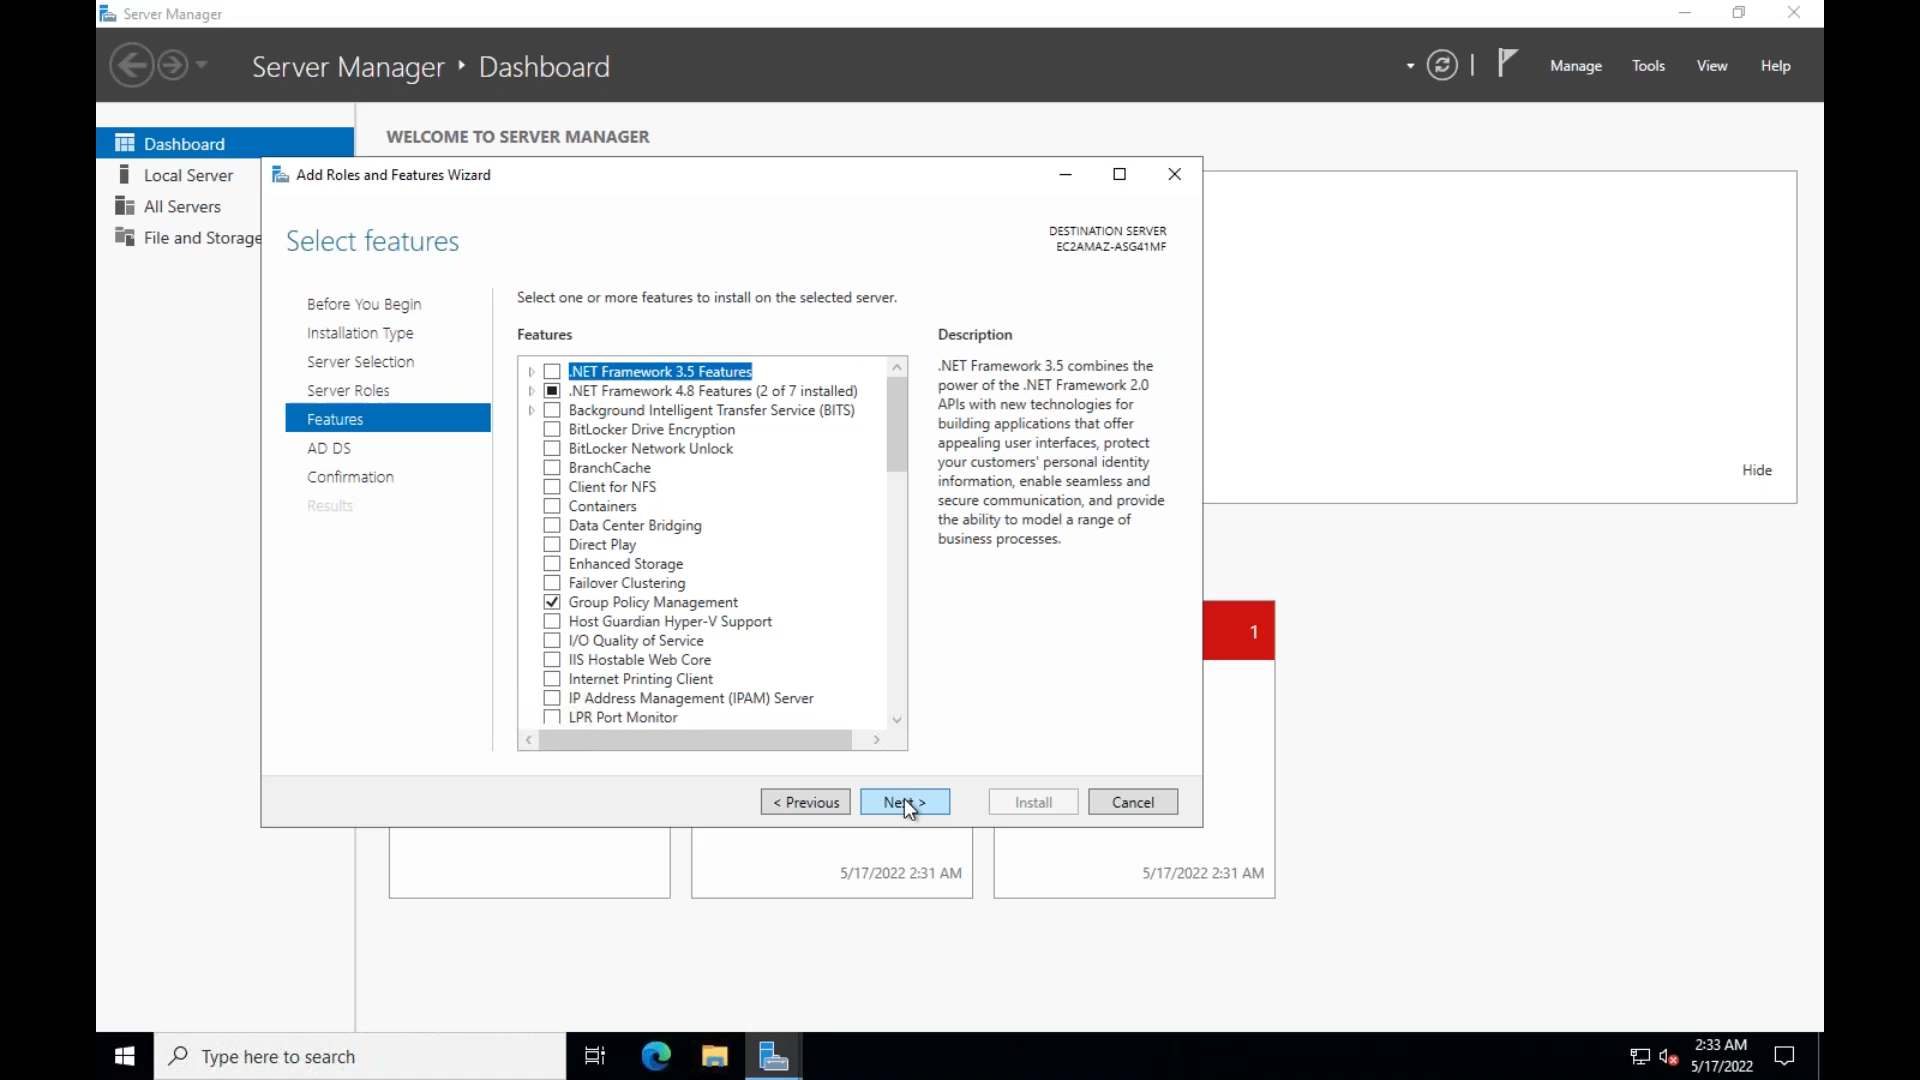 Server Manager
Server Manager ‣ Dashboard
Manage
Tools
View
Help
Dashboard
Local Server
All Servers
File and Storage
WELCOME TO SERVER MANAGER
Add Roles and Features Wizard
Select features
DESTINATION SERVER
EC2AMAZ-ASG41MF
Before You Begin
Installation Type
Server Selection
Server Roles
Features
AD DS
Confirmation
Results
Select one or more features to install on the selected server.
Features
.NET Framework 3.5 Features
.NET Framework 4.8 Features (2 of 7 installed)
Background Intelligent Transfer Service (BITS)
BitLocker Drive Encryption
BitLocker Network Unlock
BranchCache
Client for NFS
Containers
Data Center Bridging
Direct Play
Enhanced Storage
Failover Clustering
Group Policy Management
Host Guardian Hyper-V Support
I/O Quality of Service
IIS Hostable Web Core
Internet Printing Client
IP Address Management (IPAM) Server
LPR Port Monitor
Description
.NET Framework 3.5 combines the
power of the .NET Framework 2.0
APIs with new technologies for
building applications that offer
appealing user interfaces, protect
your customers' personal identity
information, enable seamless and
secure communication, and provide
the ability to model a range of
business processes.
Hide
1
< Previous
Next >
Install
Cancel
5/17/2022 2:31 AM
5/17/2022 2:31 AM
Type here to search
2:33 AM
5/17/2022